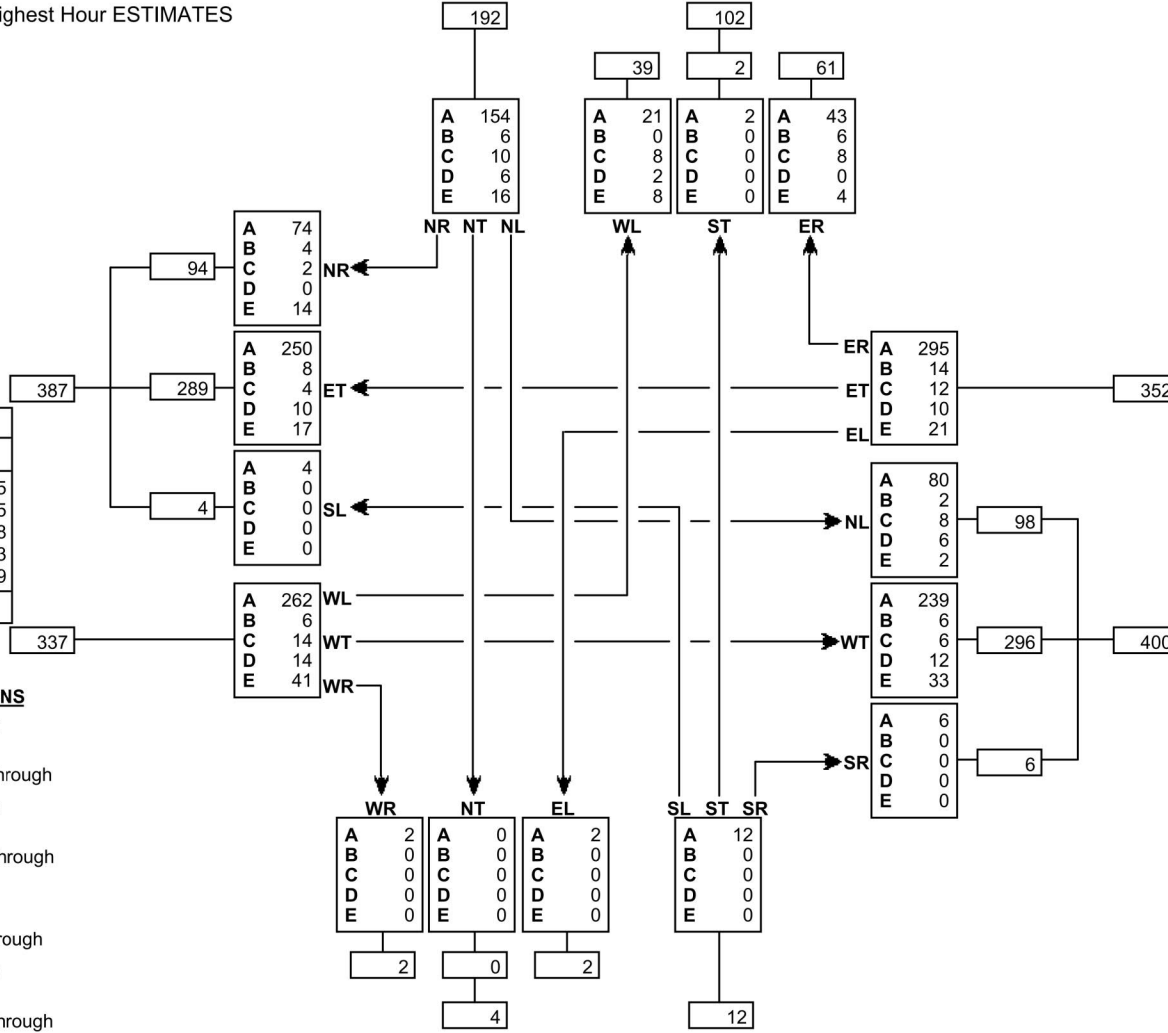 ighest Hour ESTIMATES
192
102
39
2
61
A 154
B 6
C 10
D 6
E 16
A 21
B 0
C 8
D 2
E 8
A 2
B 0
C 0
D 0
E 0
A 43
B 6
C 8
D 0
E 4
NR NT NL
WL
ST
ER
A 74
B 4
C 2
D 0
E 14
94
NR
A 250
B 8
C 4
D 10
E 17
387
289
ET
A 4
B 0
C 0
D 0
E 0
4
SL
ER
ET
EL
A 295
B 14
C 12
D 10
E 21
352
A 80
B 2
C 8
D 6
E 2
NL
98
5
5
8
3
9
337
A 262
B 6
C 14
D 14
E 41
WL
WT
WR
WT
A 239
B 6
C 6
D 12
E 33
296
400
SR
A 6
B 0
C 0
D 0
E 0
6
NS
hrough
hrough
rough
hrough
WR
NT
EL
SL ST SR
A 2
B 0
C 0
D 0
E 0
A 0
B 0
C 0
D 0
E 0
A 2
B 0
C 0
D 0
E 0
A 12
B 0
C 0
D 0
E 0
2
0
2
4
12